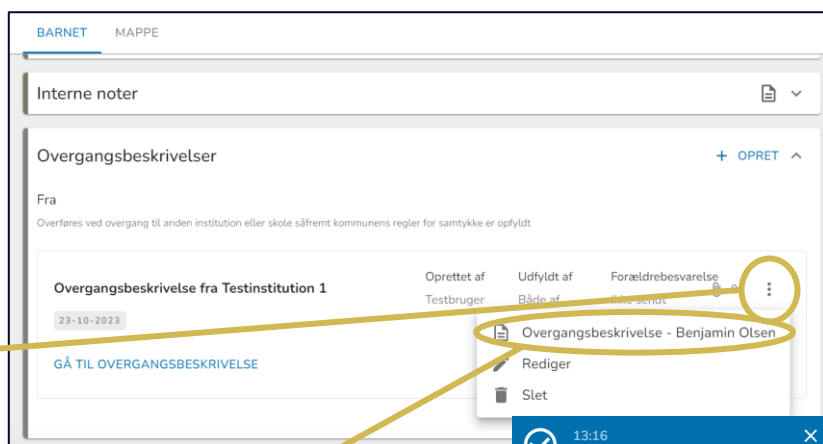 BARNET MAPPE
Interne noter
Overgangsbeskrivelser + OPRET
Fra
Overføres ved overgang til anden institution eller skole såfremt kommunens regler for samtykke er opfyldt
Oprettet af Udfyldt af Forældrebesvarelse
Overgangsbeskrivelse fra Testinstitution 1
Testbruger Både af Ikke sendt
23-10-2023
Overgangsbeskrivelse - Benjamin Olsen
GÅ TIL OVERGANGSBESKRIVELSE
Rediger
Slet
13:16